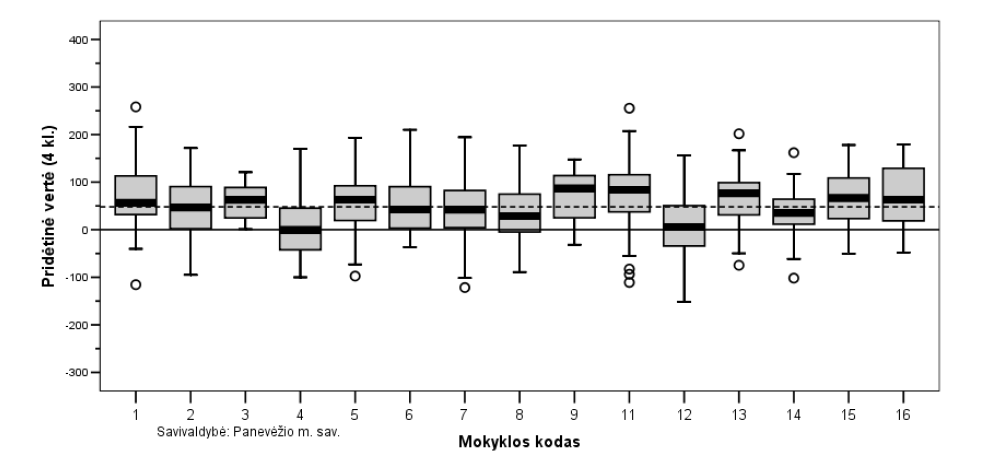 Pridėtinė vertė (4 kl.)
400
300
200
100
0
-100
-200
-300
1 2 3 4 5 6 7 8 9 11 12 13 14 15 16
Savivaldybė: Panevėžio m. sav.
Mokyklos kodas